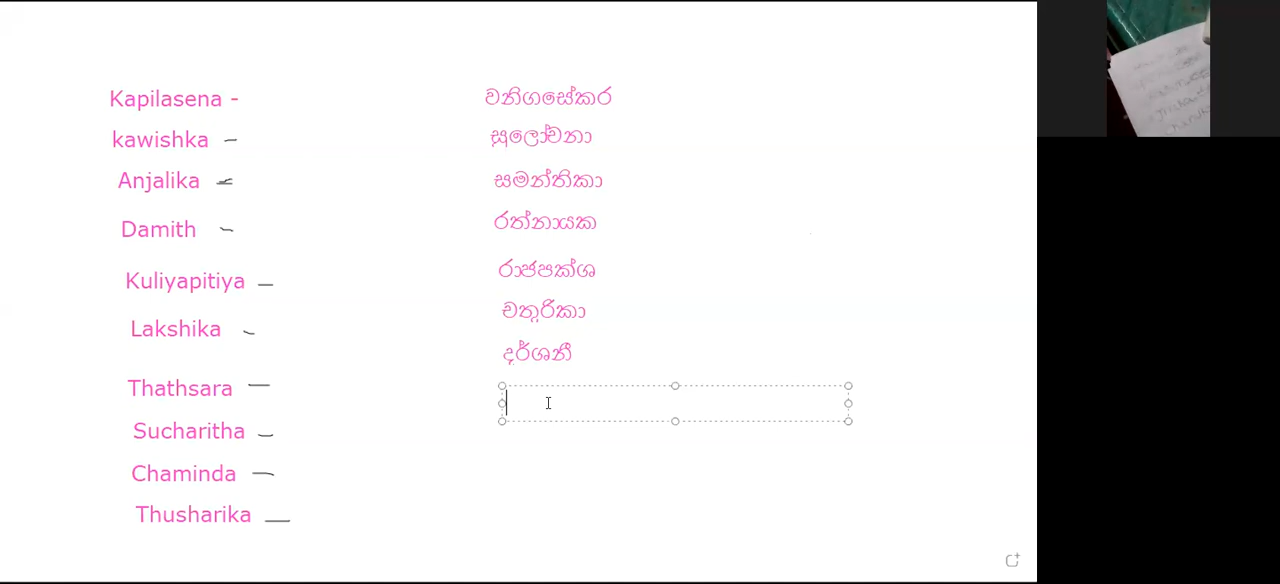 Kapilasena -
kawishka -
Anjalika -
Damith -
Kuliyapitiya -
Lakshika -
Thathsara -
Sucharitha -
Chaminda -
Thusharika -
වනිගසේකර
සුලෝචනා
සමන්තිකා
රත්නායක
රාජපක්ශ
චතුරිකා
දර්ශනී